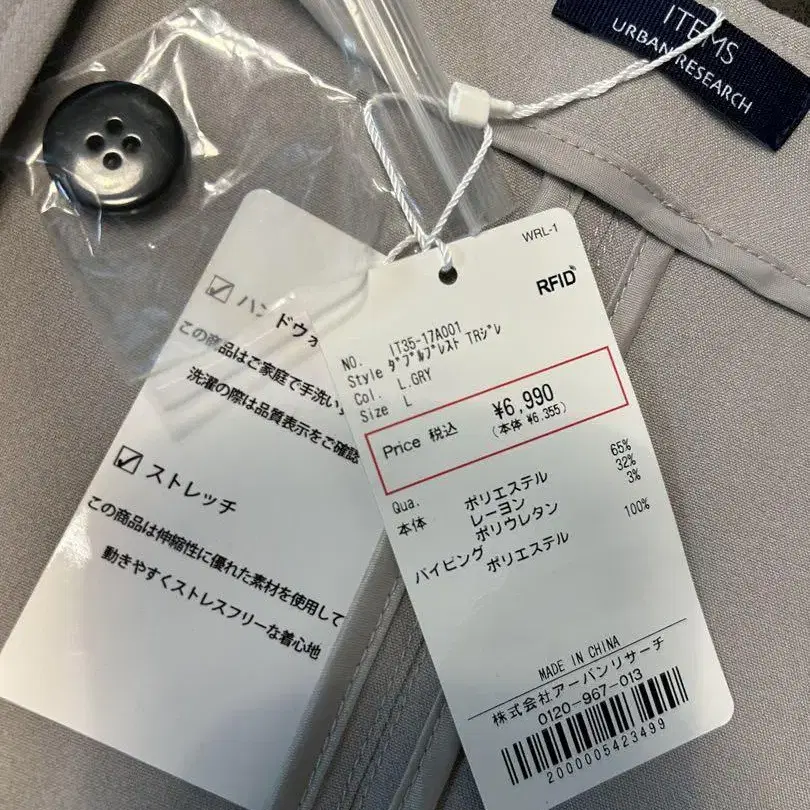 ITEMS
URBAN RESEARCH
WRL-1
RFID
NO. IT35-17A001
Style ﾀﾞﾌﾞﾙﾌﾞﾚｽﾄ TRｼﾞﾚ
Col. L.GRY
Size L
Price 税込 ¥6,990
(本体 ¥6,355)
Qua.
本体 ポリエステル 65%
レーヨン 32%
ポリウレタン 3%
パイピング ポリエステル 100%
MADE IN CHINA
株式会社アーバンリサーチ
0120-967-013
2000005423499
ハンドウォ
この商品はご家庭で手洗い
洗濯の際は品質表示をご確認
ストレッチ
この商品は伸縮性に優れた素材を使用して
動きやすくストレスフリーな着心地